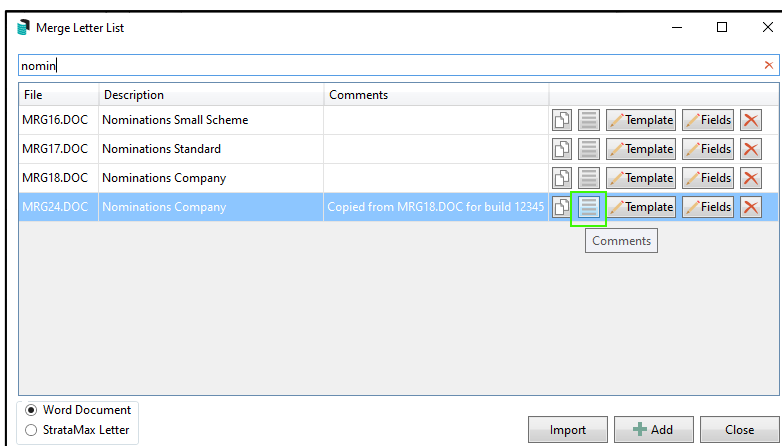 Merge Letter List
nomin
File Description Comments
MRG16.DOC Nominations Small Scheme Template Fields
MRG17.DOC Nominations Standard Template Fields
MRG18.DOC Nominations Company Template Fields
MRG24.DOC Nominations Company Copied from MRG18.DOC for build 12345 Template Fields
Comments
Word Document
StrataMax Letter
Import Add Close